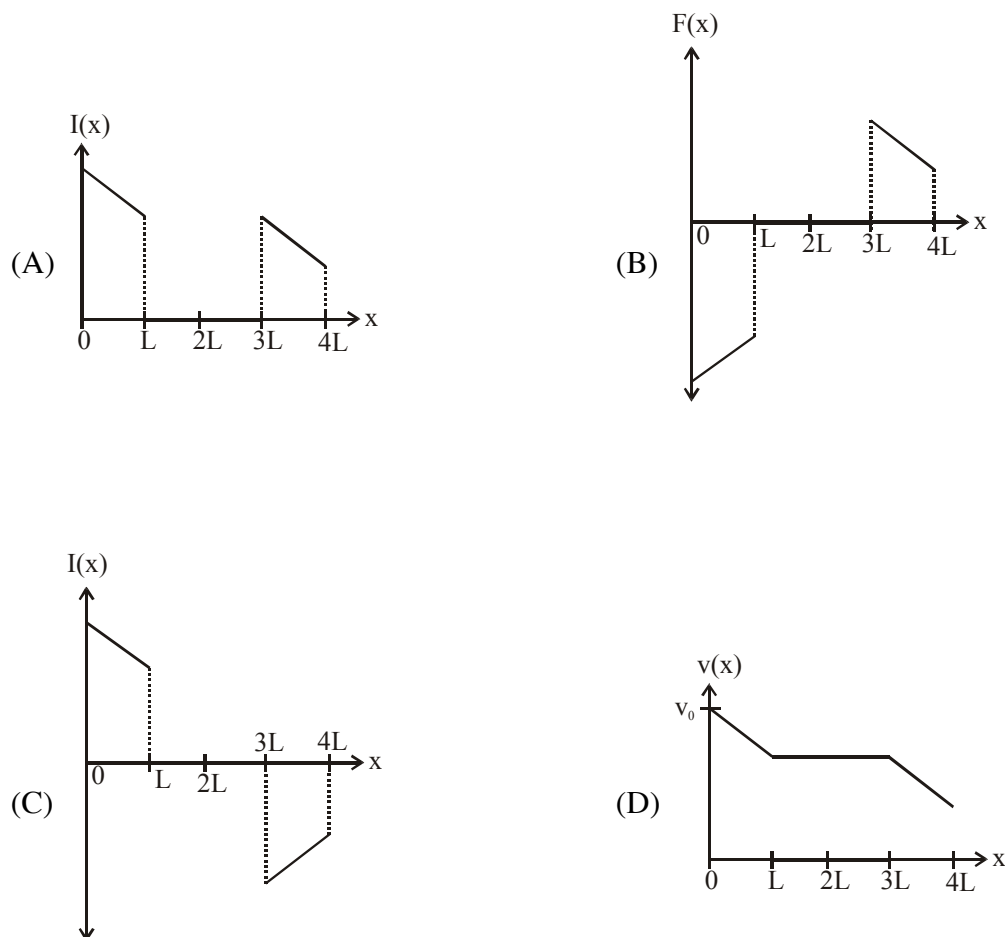 (A)
I(x)
0 L 2L 3L 4L x
(B)
F(x)
0 L 2L 3L 4L x
(C)
I(x)
3L 4L x
0 L 2L
(D)
v(x)
v₀
0 L 2L 3L 4L x